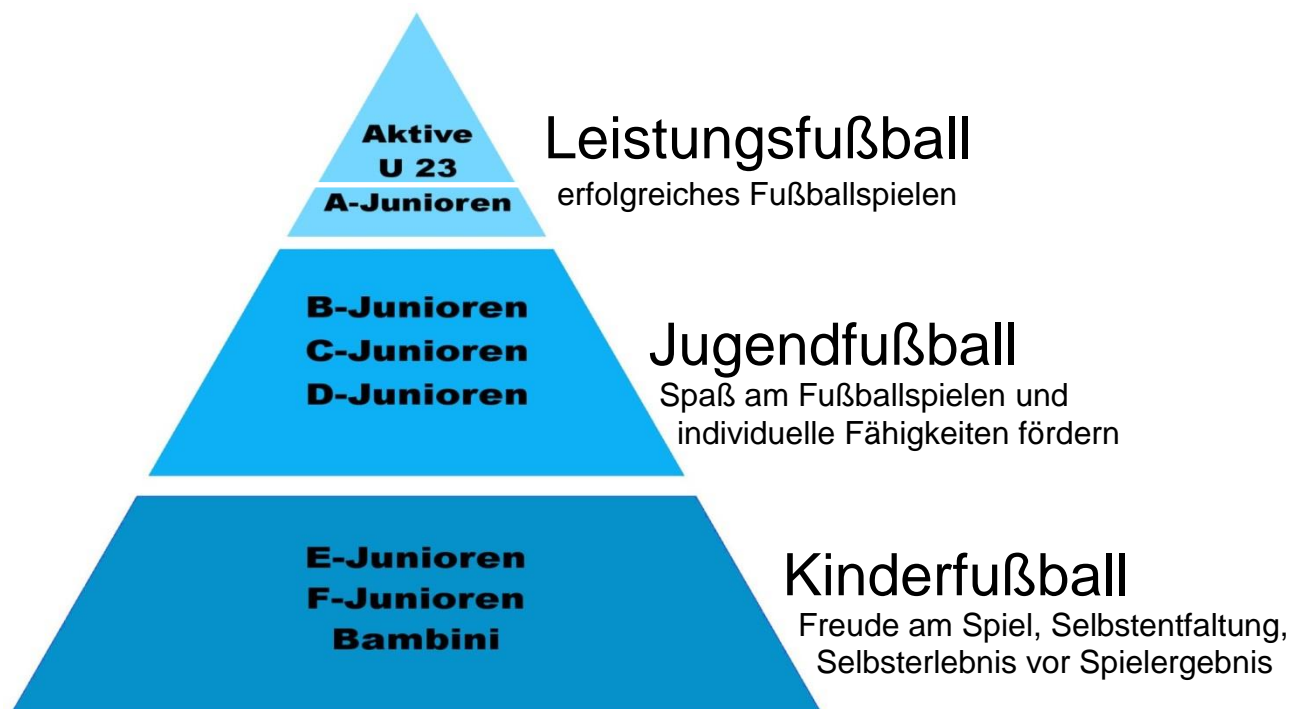 Aktive
U 23
A-Junioren
Leistungsfußball
erfolgreiches Fußballspielen
B-Junioren
C-Junioren
D-Junioren
Jugendfußball
Spaß am Fußballspielen und
individuelle Fähigkeiten fördern
E-Junioren
F-Junioren
Bambini
Kinderfußball
Freude am Spiel, Selbstentfaltung,
Selbsterlebnis vor Spielergebnis